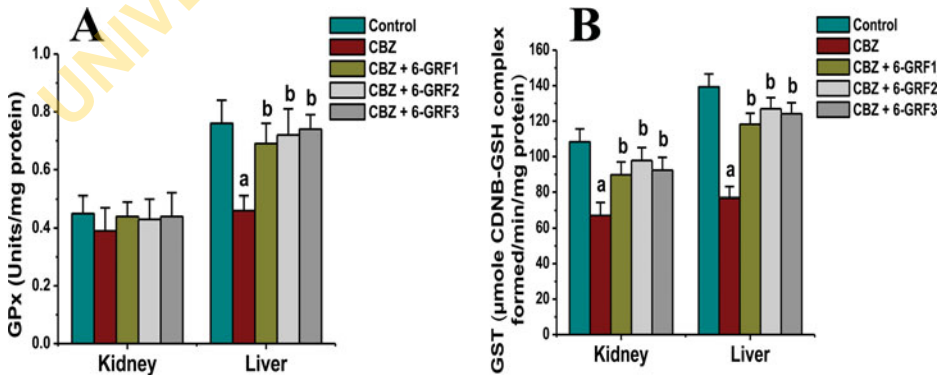 UNIVE
A
Control
CBZ
CBZ + 6-GRF1
CBZ + 6-GRF2
CBZ + 6-GRF3
GPx (Units/mg protein)
1.0
0.8
0.6
0.4
0.2
0.0
a
b
b
b
Kidney
Liver
B
Control
CBZ
CBZ + 6-GRF1
CBZ + 6-GRF2
CBZ + 6-GRF3
GST (µmole CDNB-GSH complex
formed/min/mg protein)
160
140
120
100
80
60
40
20
0
a
b
b
b
a
b
b
b
Kidney
Liver